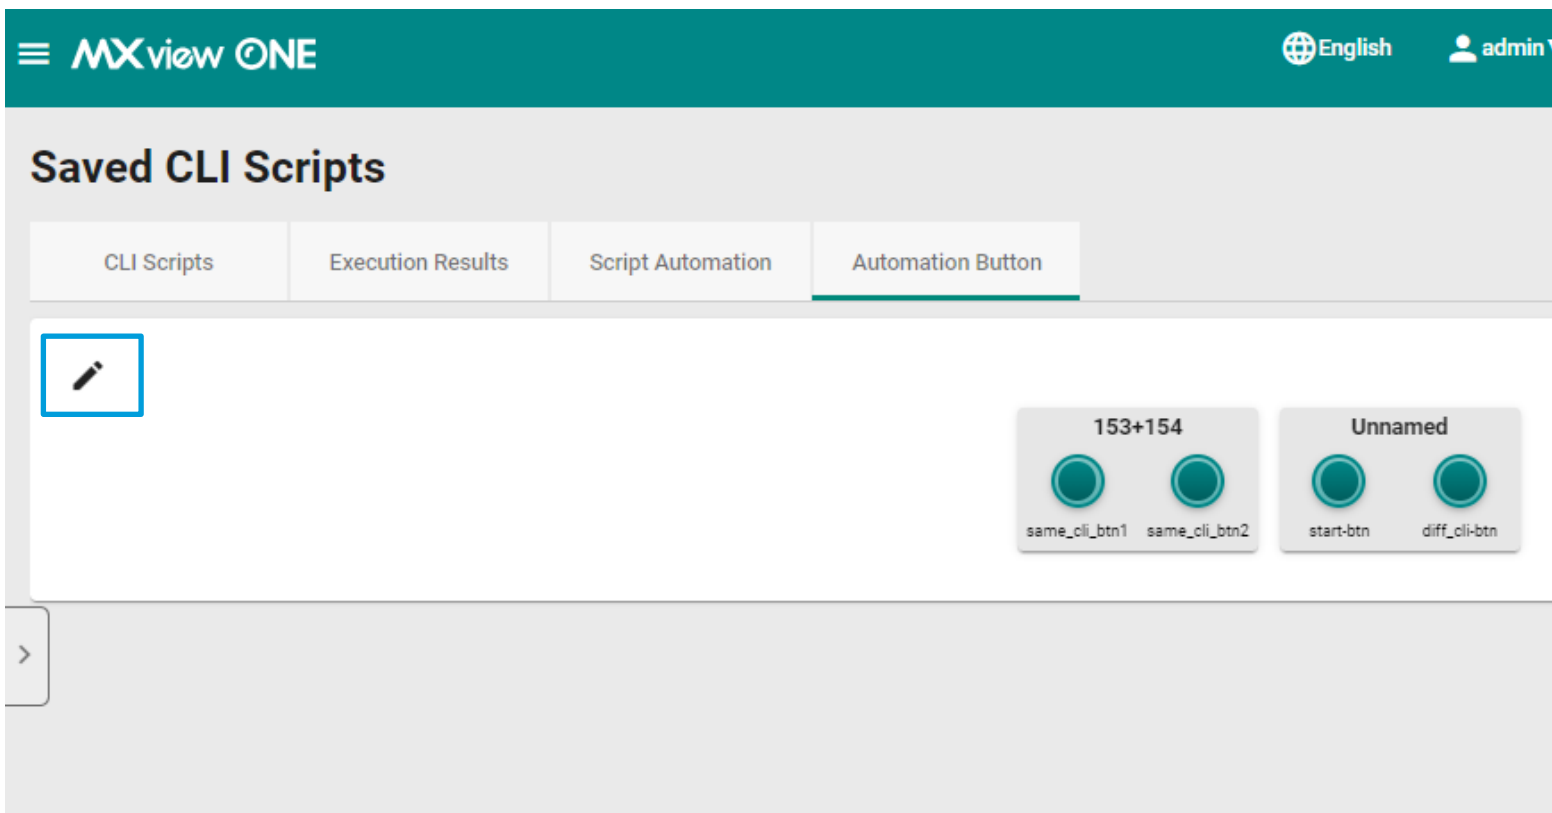 MXview ONE
English
admin
Saved CLI Scripts
CLI Scripts
Execution Results
Script Automation
Automation Button
153+154
Unnamed
same_cli_btn1
same_cli_btn2
start-btn
diff_cli-btn